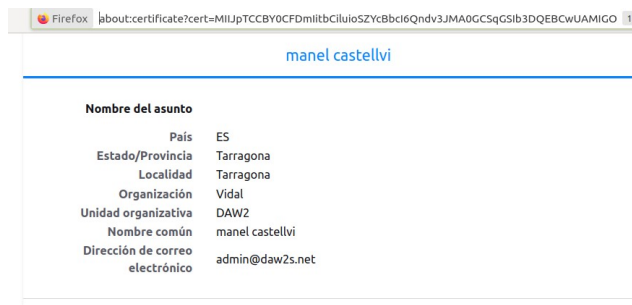 Firefox about:certificate?cert=MIIJpTCCBY0CFDmIitbCiluioSZYcBbcI6Qndv3JMA0GCSqGSIb3DQEBCwUAMIGO 1
manel castellvi
Nombre del asunto
País ES
Estado/Provincia Tarragona
Localidad Tarragona
Organización Vidal
Unidad organizativa DAW2
Nombre común manel castellvi
Dirección de correo
electrónico admin@daw2s.net